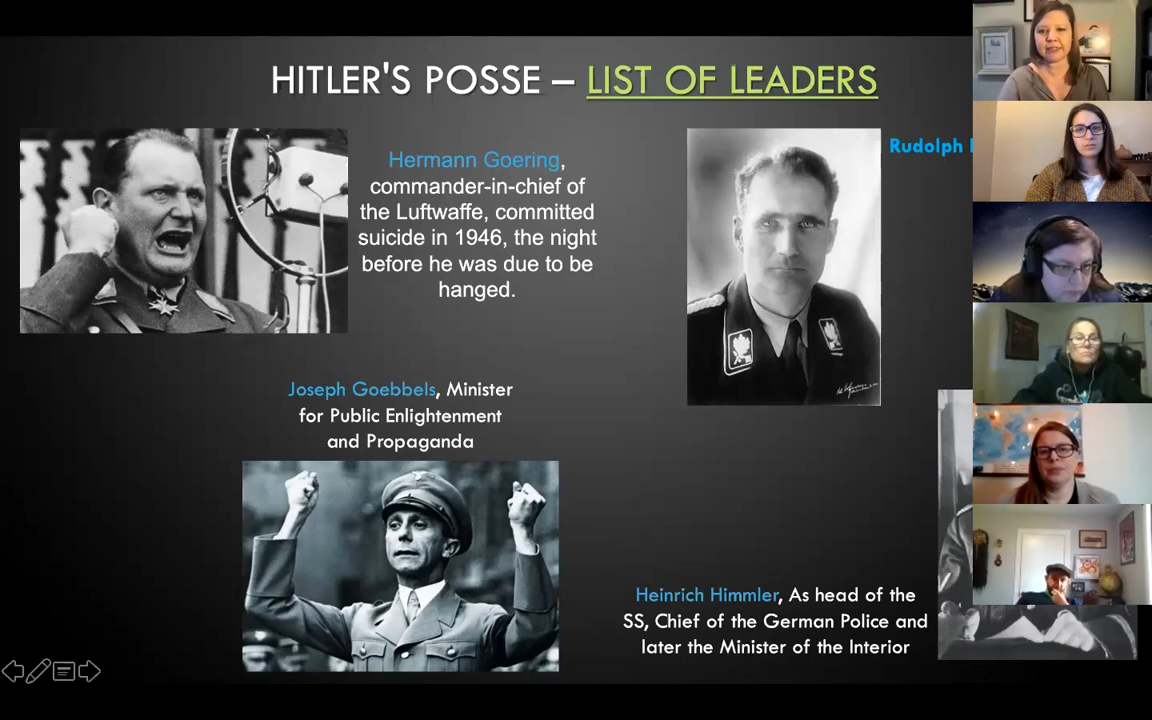 HITLER'S POSSE – LIST OF LEADERS
Hermann Goering,
commander-in-chief of
the Luftwaffe, committed
suicide in 1946, the night
before he was due to be
hanged.
Rudolph
Joseph Goebbels, Minister
for Public Enlightenment
and Propaganda
Heinrich Himmler, As head of the
SS, Chief of the German Police and
later the Minister of the Interior